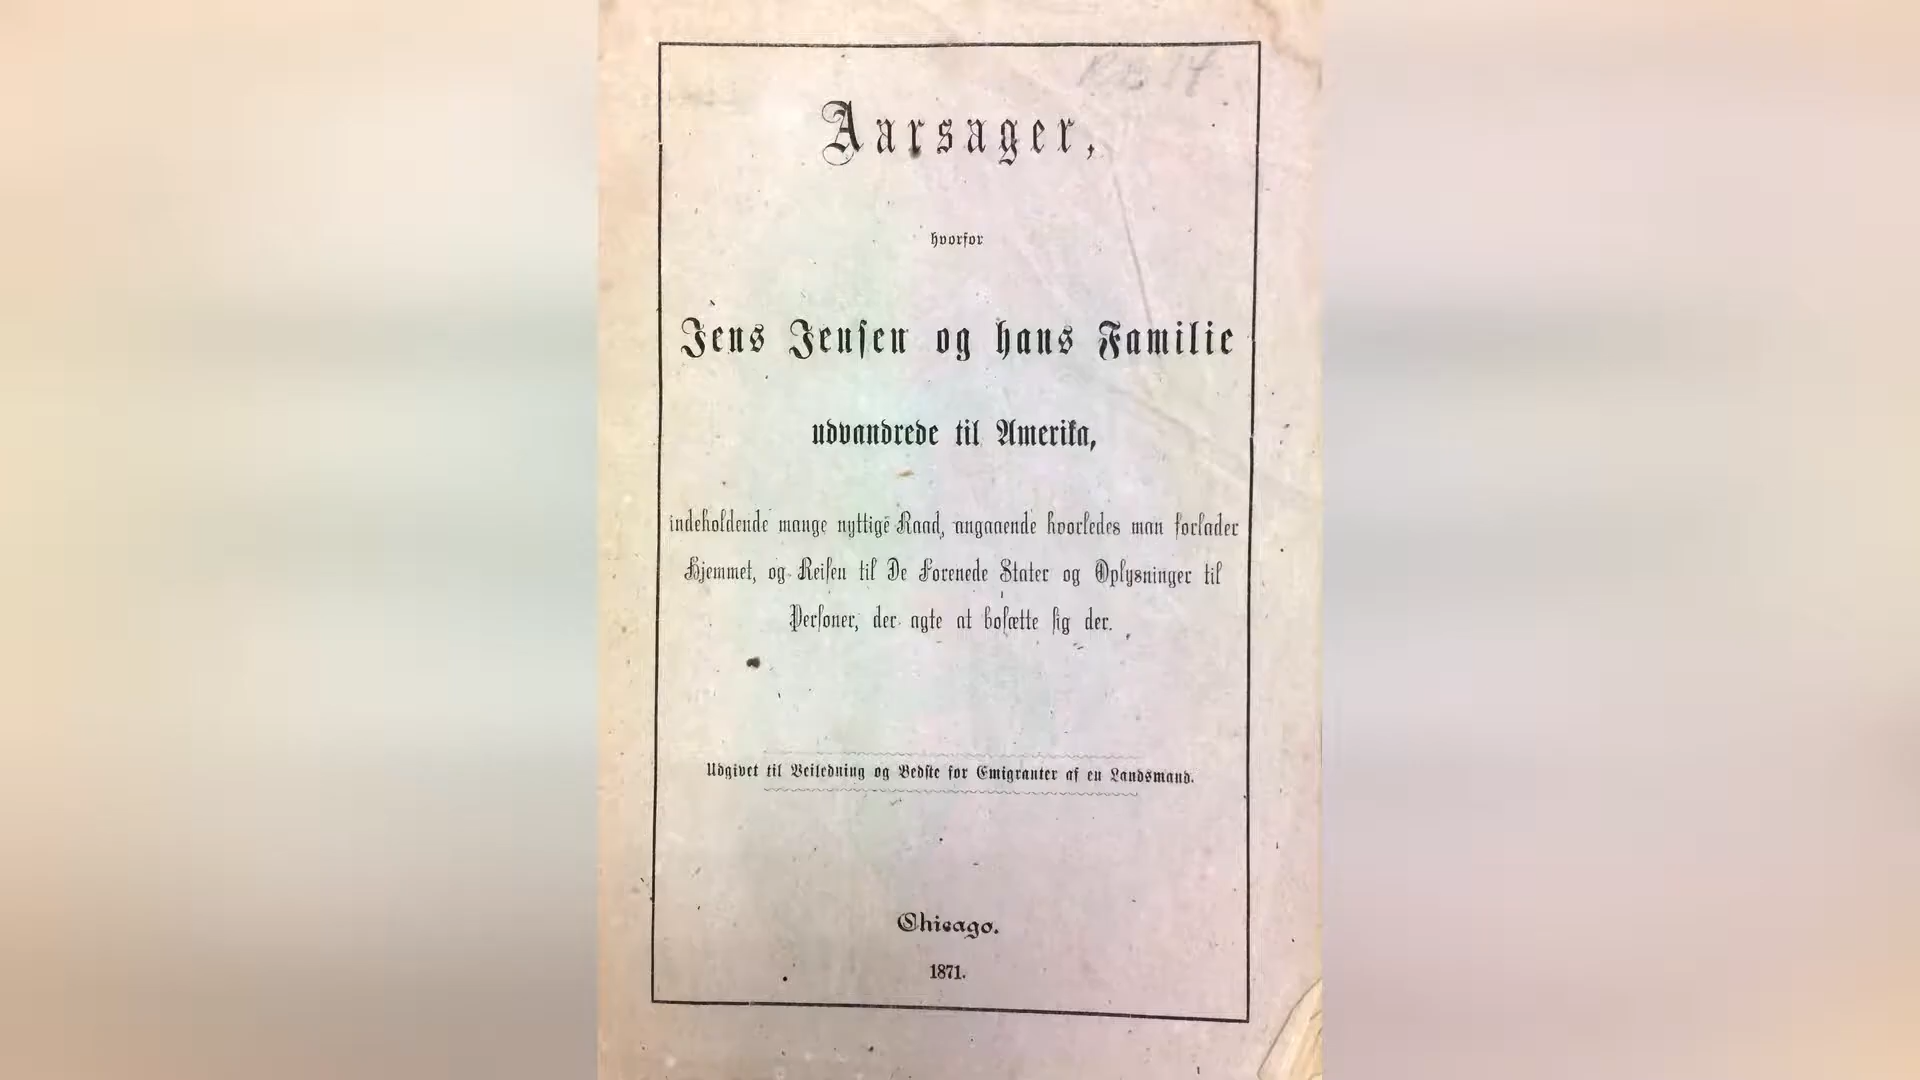 Aarsager,
hvorfor
Jens Jensen og hans Familie
udvandrede til Amerika,
indeholdende mange nyttige Raad, angaaende hvorledes man forlader
Hjemmet, og Reisen til De Forenede Stater og Oplysninger til
Personer, der agte at bosætte sig der.
Udgivet til Veiledning og Bedste for Emigranter af en Landsmand.
Chicago.
1871.